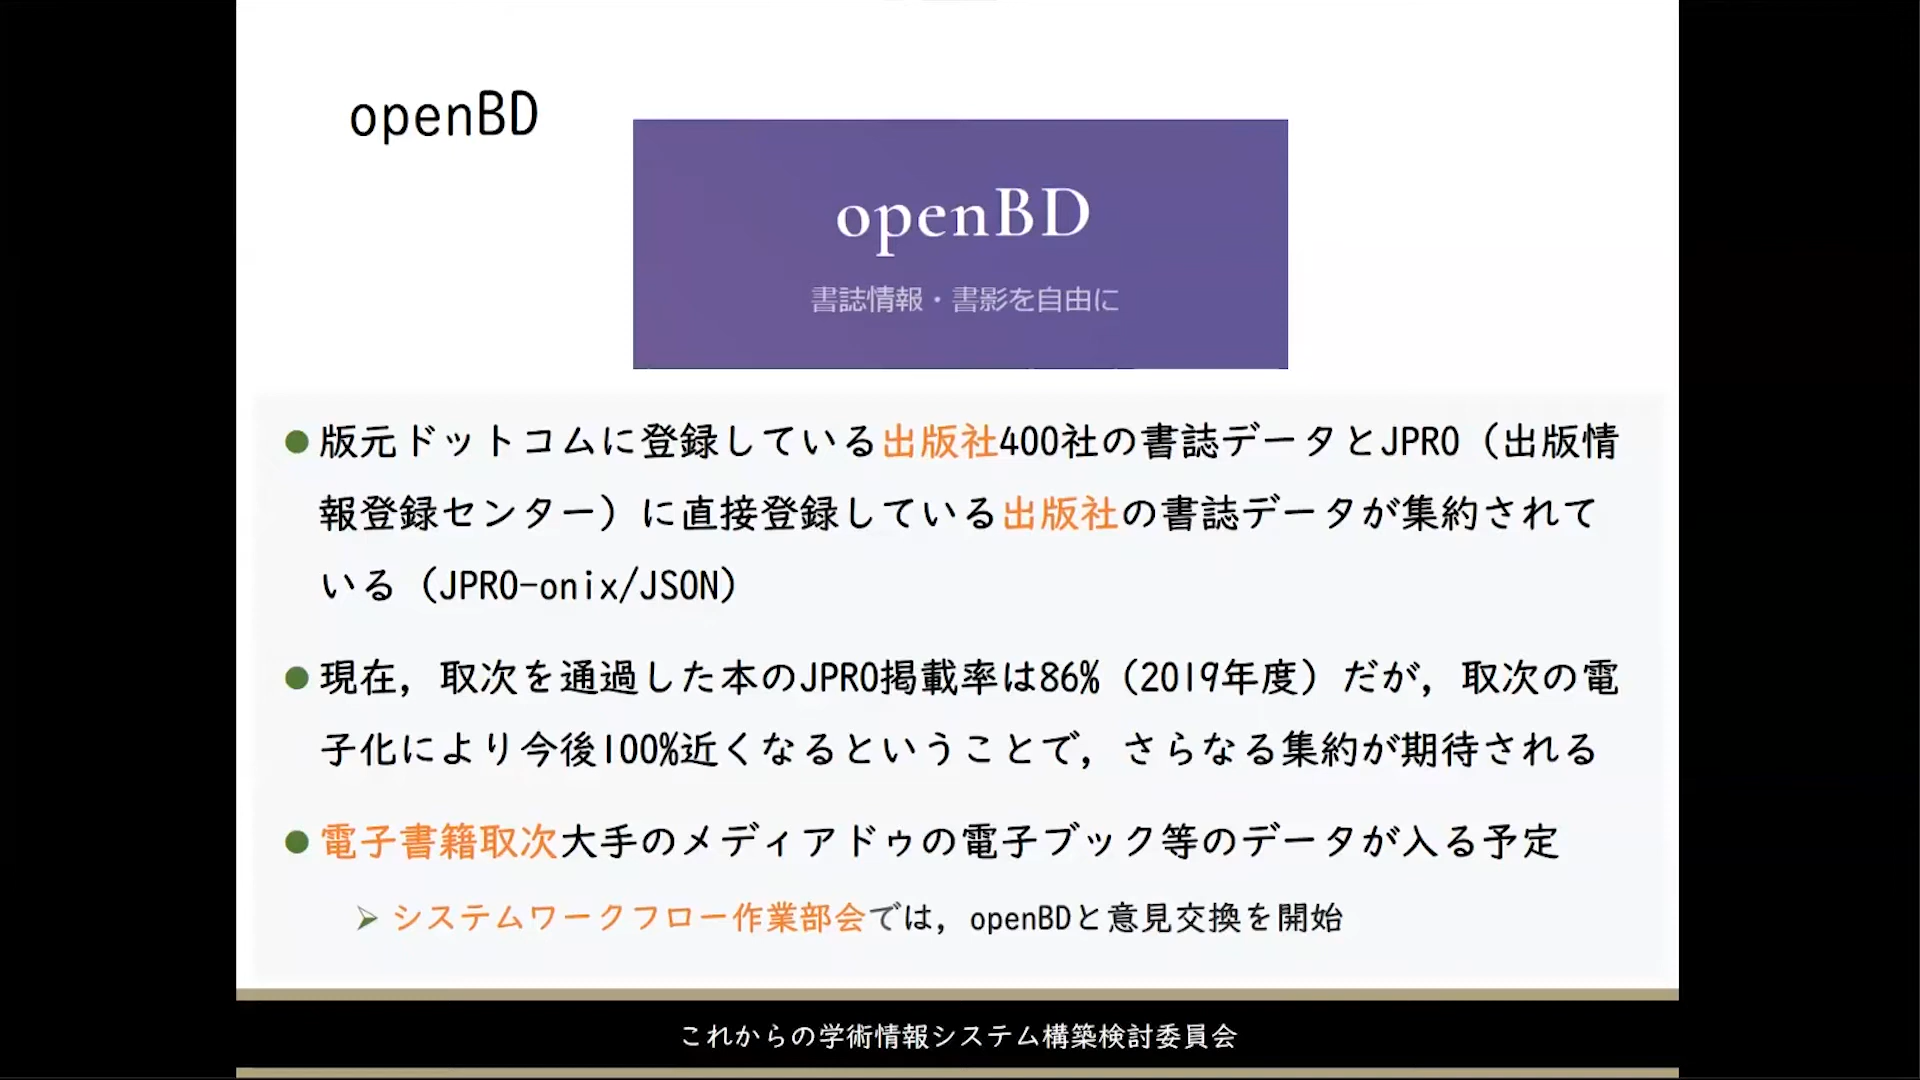 openBD
openBD
書誌情報・書影を自由に
●版元ドットコムに登録している出版社400社の書誌データとJPRO（出版情
報登録センター）に直接登録している出版社の書誌データが集約されて
いる（JPRO-onix/JSON）
●現在，取次を通過した本のJPRO掲載率は86%（2019年度）だが，取次の電
子化により今後100%近くなるということで，さらなる集約が期待される
●電子書籍取次大手のメディアドゥの電子ブック等のデータが入る予定
➢システムワークフロー作業部会では，openBDと意見交換を開始
これからの学術情報システム構築検討委員会